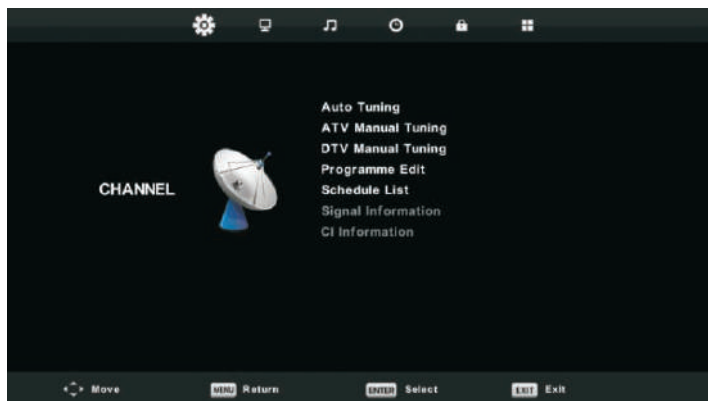 Auto Tuning
ATV Manual Tuning
DTV Manual Tuning
Programme Edit
CHANNEL
Schedule List
Signal Information
CI Information
Move
MENU Return
ENTER Select
EXIT Exit